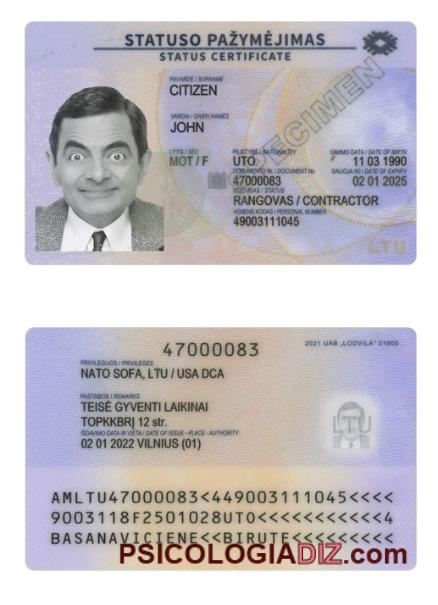 STATUSO PAŽYMĖJIMAS
STATUS CERTIFICATE
PAVARDĖ / SURNAME
CITIZEN
VARDAI / GIVEN NAMES
JOHN
LYTIS / SEX
MOT / F
PILIETYBĖ / NATIONALITY
UTO
GIMIMO DATA / DATE OF BIRTH
11 03 1990
DOKUMENTO Nr. / DOCUMENT No
47000083
GALIOJA IKI / DATE OF EXPIRY
02 01 2025
STATUSAS / STATUS
RANGOVAS / CONTRACTOR
ASMENS KODAS / PERSONAL NUMBER
49003111045
SPECIMEN
LTU
47000083
2021 UAB „LODVILA“ 01900
PRIVILEGIJOS / PRIVILEGES
NATO SOFA, LTU / USA DCA
PASTABOS / REMARKS
TEISĖ GYVENTI LAIKINAI
TOPKKBRĮ 12 str.
IŠDAVIMO DATA IR VIETA / DATE OF ISSUE - PLACE - AUTHORITY
02 01 2022 VILNIUS (01)
LTU
AMLTU47000083<449003111045<<<<
9003118F2501028UTO<<<<<<<<<<<4
BASANAVICIENE<<BIRUTE<<<<<<<<<
PSICOLOGIADIZ.com